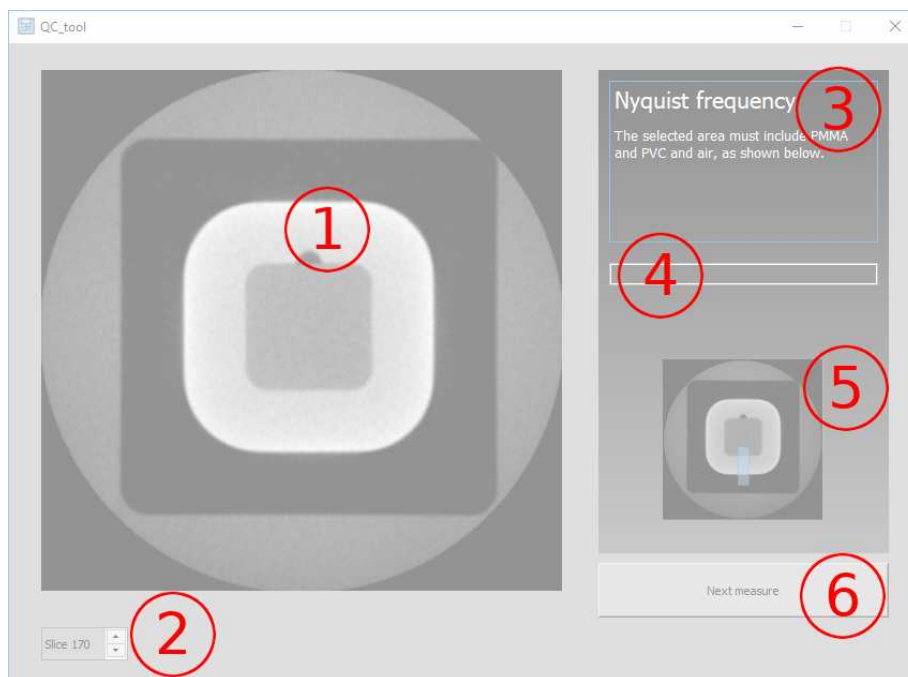 QC_tool
1
3
Nyquist frequency
The selected area must include PMMA
and PVC and air, as shown below.
4
5
Next measure
6
Slice 170
2